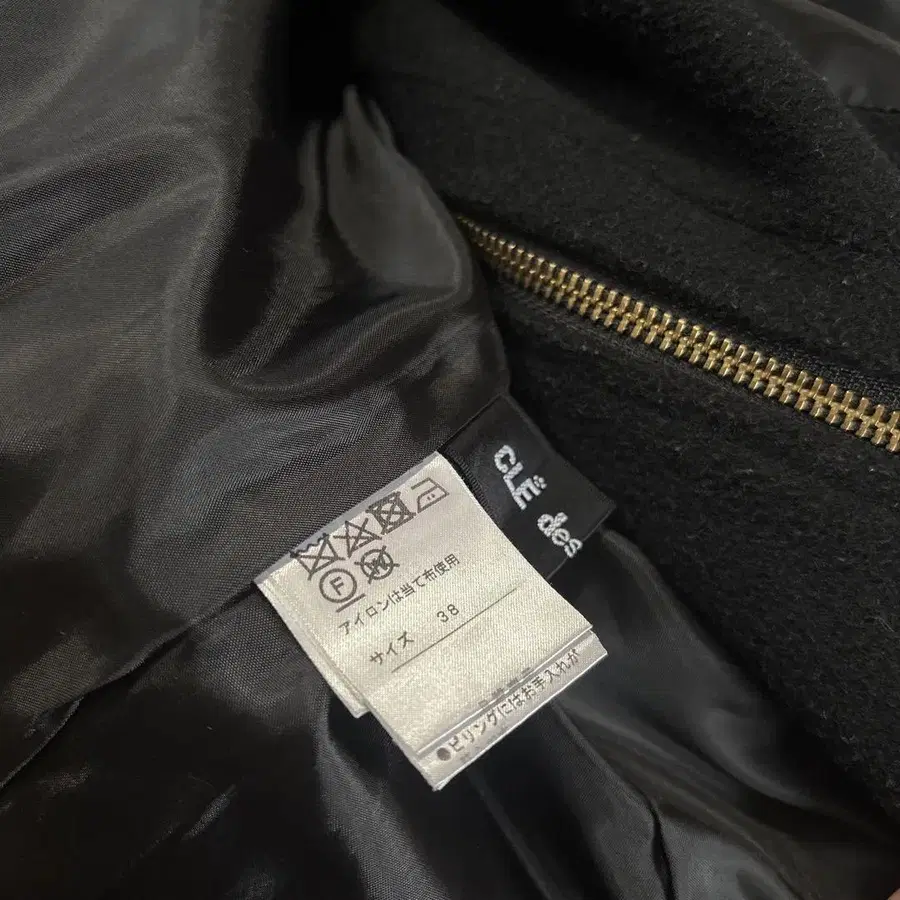 CLÉ des
F
W
アイロンは当て布使用
サイズ 38
●ピリングにはお手入れが